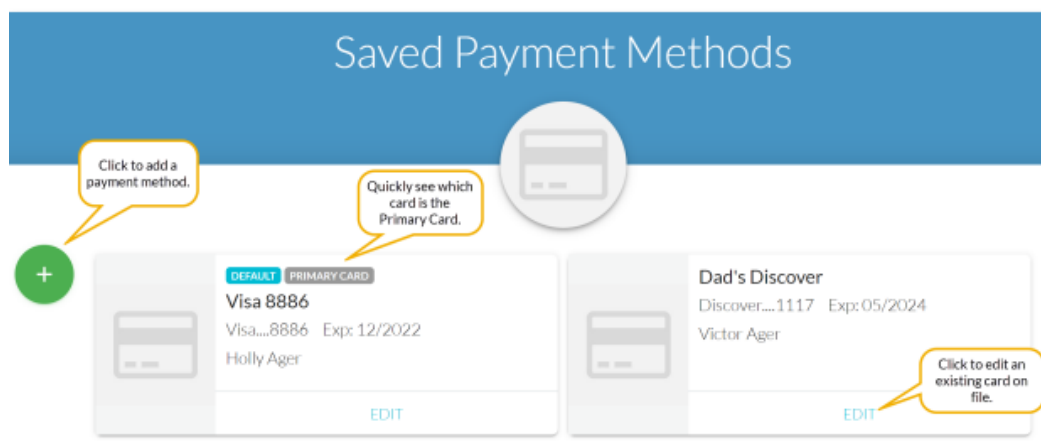 Saved Payment Methods
Click to add a
payment method.
Quickly see which
card is the
Primary Card.
+
DEFAULT PRIMARY CARD
Visa 8886
Visa....8886 Exp: 12/2022
Holly Ager
EDIT
Dad's Discover
Discover....1117 Exp: 05/2024
Victor Ager
Click to edit an
existing card on
file.
EDIT